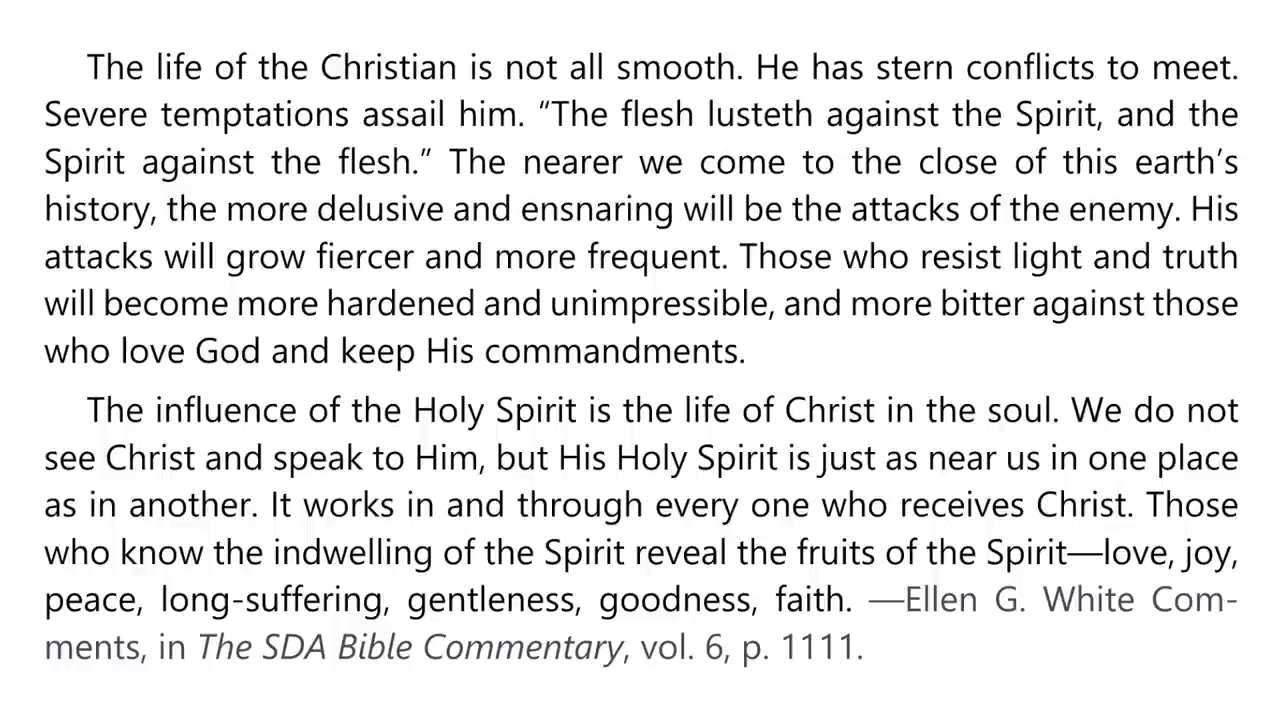 The life of the Christian is not all smooth. He has stern conflicts to meet.
Severe temptations assail him. “The flesh lusteth against the Spirit, and the
Spirit against the flesh.” The nearer we come to the close of this earth’s
history, the more delusive and ensnaring will be the attacks of the enemy. His
attacks will grow fiercer and more frequent. Those who resist light and truth
will become more hardened and unimpressible, and more bitter against those
who love God and keep His commandments.
The influence of the Holy Spirit is the life of Christ in the soul. We do not
see Christ and speak to Him, but His Holy Spirit is just as near us in one place
as in another. It works in and through every one who receives Christ. Those
who know the indwelling of the Spirit reveal the fruits of the Spirit—love, joy,
peace, long-suffering, gentleness, goodness, faith. —Ellen G. White Com-
ments, in The SDA Bible Commentary, vol. 6, p. 1111.